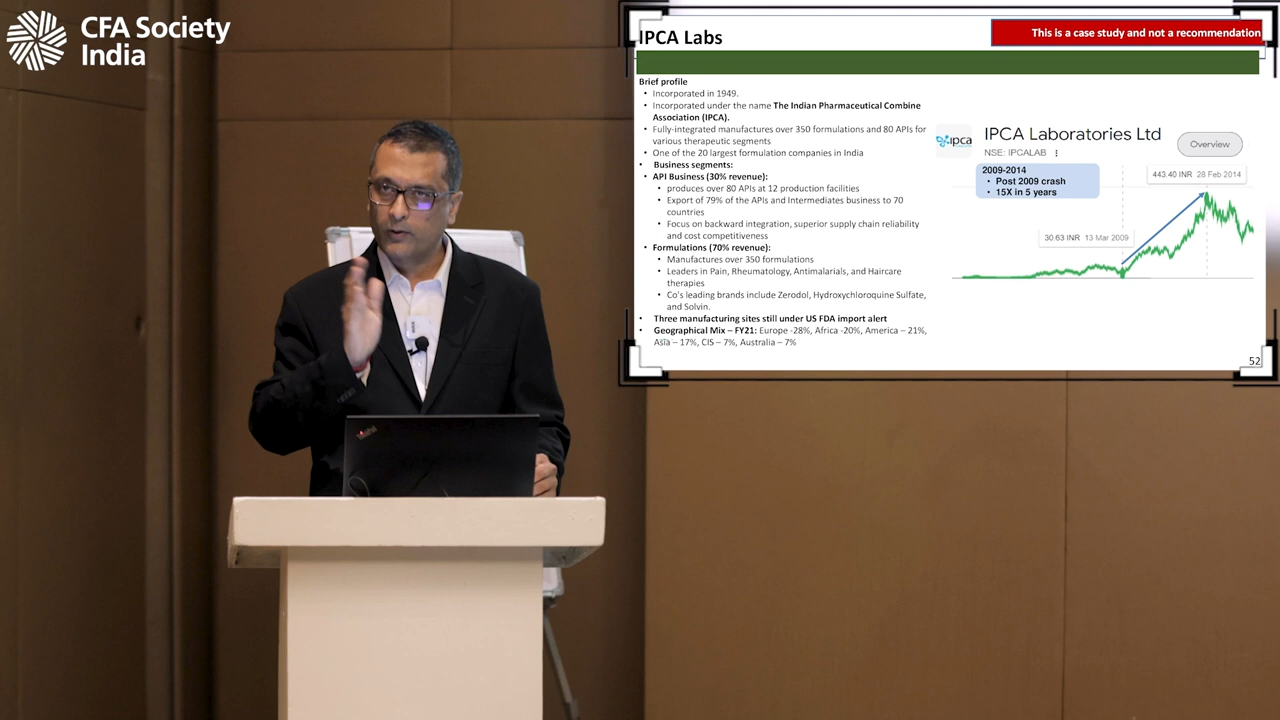 CFA Society
India
IPCA Labs
This is a case study and not a recommendation
Brief profile
• Incorporated in 1949.
• Incorporated under the name The Indian Pharmaceutical Combine
Association (IPCA).
• Fully-integrated manufactures over 350 formulations and 80 APIs for
various therapeutic segments
• One of the 20 largest formulation companies in India
• Business segments:
• API Business (30% revenue):
• produces over 80 APIs at 12 production facilities
• Export of 79% of the APIs and Intermediates business to 70
countries
• Focus on backward integration, superior supply chain reliability
and cost competitiveness
• Formulations (70% revenue):
• Manufactures over 350 formulations
• Leaders in Pain, Rheumatology, Antimalarials, and Haircare
therapies
• Co's leading brands include Zerodol, Hydroxychloroquine Sulfate,
and Solvin.
• Three manufacturing sites still under US FDA import alert
• Geographical Mix – FY21: Europe -28%, Africa -20%, America – 21%,
Asia – 17%, CIS – 7%, Australia – 7%
ipca
IPCA Laboratories Ltd
NSE: IPCALAB
Overview
2009-2014
• Post 2009 crash
• 15X in 5 years
443.40 INR 28 Feb 2014
30.63 INR 13 Mar 2009
52